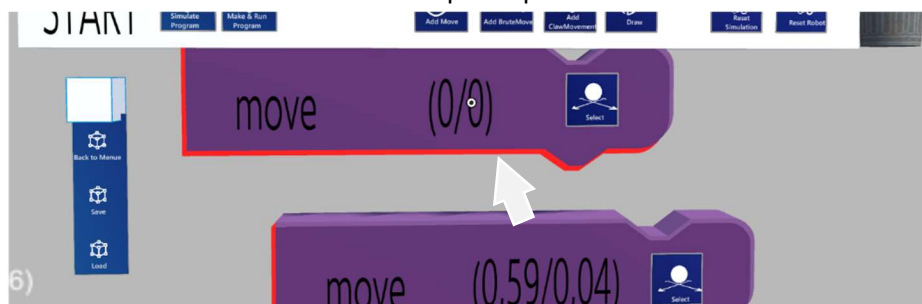 START
Simulate
Program
Make & Run
Program
Add Move
Add BruteMove
Add
ClawMovement
Draw
Reset
Simulation
Reset Robot
move (0/0)
Select
Back to Menue
Save
Load
move (0.59/0.04)
Select
6)